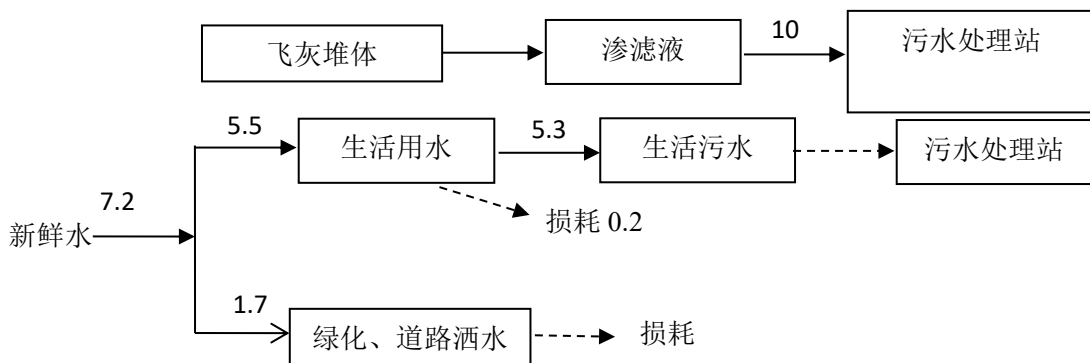 飞灰堆体
渗滤液
10
污水处理站
5.5
生活用水
5.3
生活污水
污水处理站
7.2
新鲜水
损耗 0.2
1.7
绿化、道路洒水
损耗